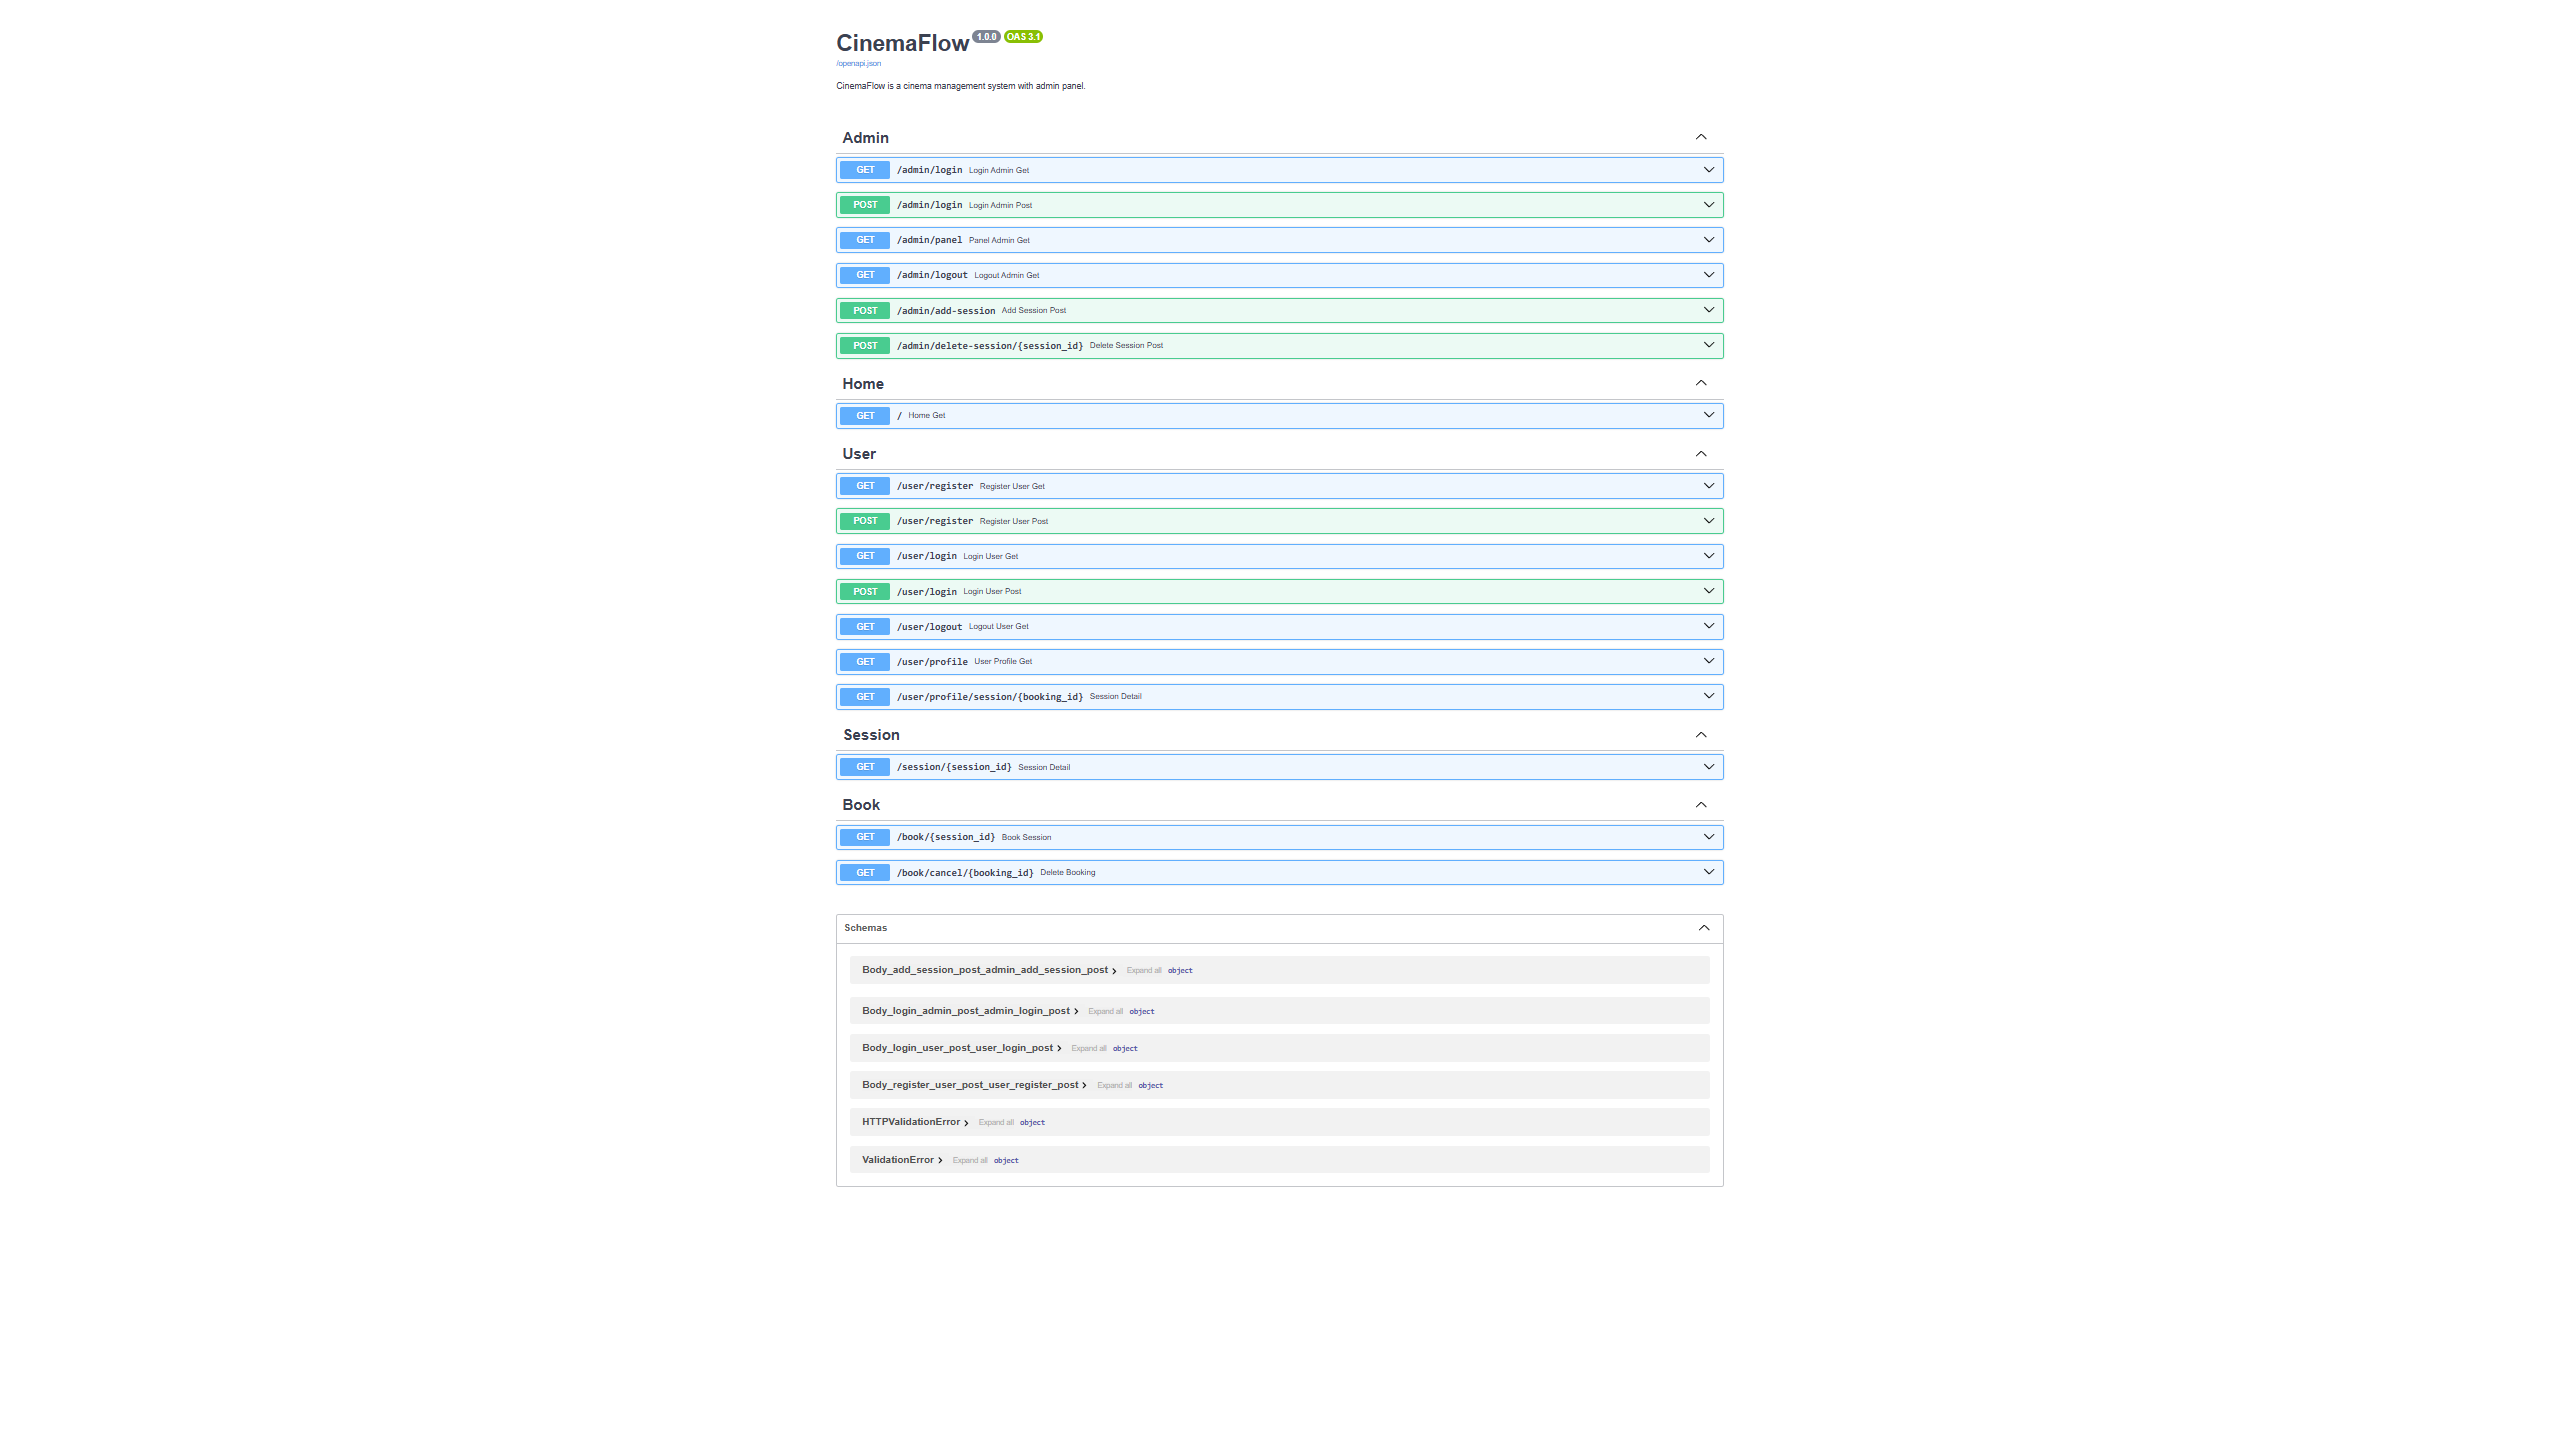 CinemaFlow 1.0.0 OAS 3.1
/openapi.json
CinemaFlow is a cinema management system with admin panel.
Admin
GET /admin/login Login Admin Get
POST /admin/login Login Admin Post
GET /admin/panel Panel Admin Get
GET /admin/logout Logout Admin Get
POST /admin/add-session Add Session Post
POST /admin/delete-session/{session_id} Delete Session Post
Home
GET / Home Get
User
GET /user/register Register User Get
POST /user/register Register User Post
GET /user/login Login User Get
POST /user/login Login User Post
GET /user/logout Logout User Get
GET /user/profile User Profile Get
GET /user/profile/session/{booking_id} Session Detail
Session
GET /session/{session_id} Session Detail
Book
GET /book/{session_id} Book Session
GET /book/cancel/{booking_id} Delete Booking
Schemas
Body_add_session_post_admin_add_session_post Expand all object
Body_login_admin_post_admin_login_post Expand all object
Body_login_user_post_user_login_post Expand all object
Body_register_user_post_user_register_post Expand all object
HTTPValidationError Expand all object
ValidationError Expand all object